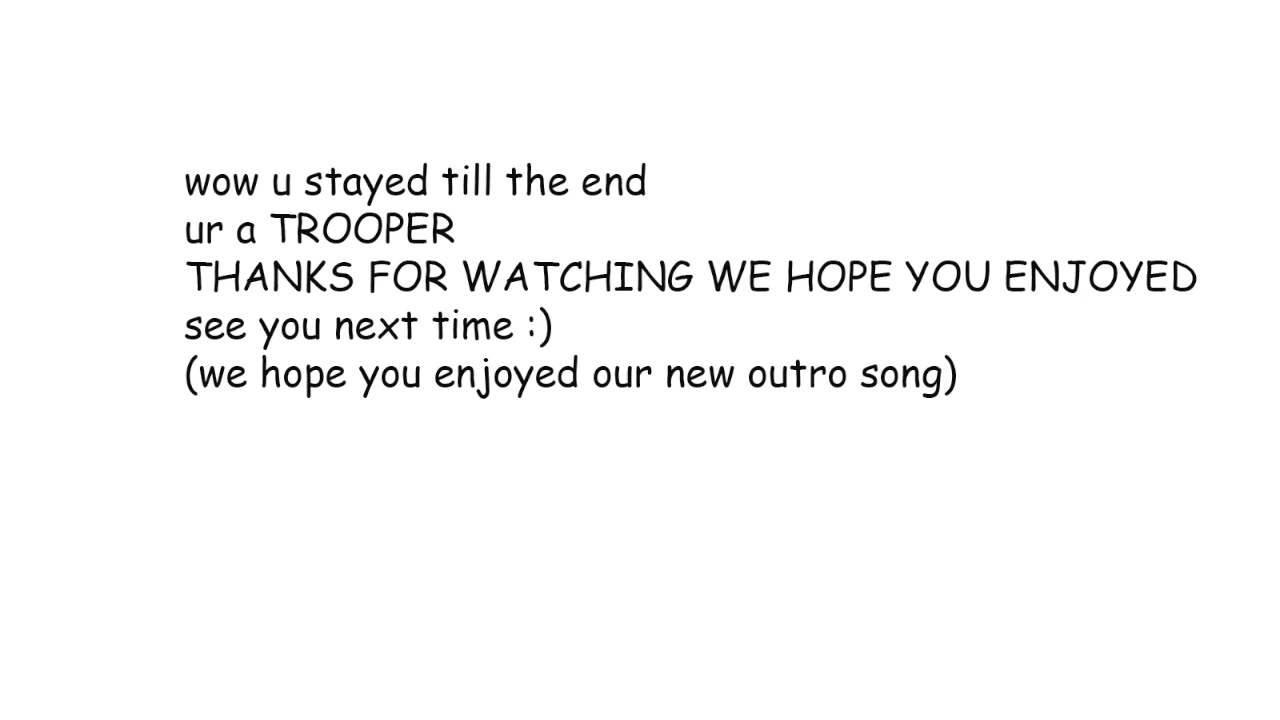 wow u stayed till the end
ur a TROOPER
THANKS FOR WATCHING WE HOPE YOU ENJOYED
see you next time :)
(we hope you enjoyed our new outro song)